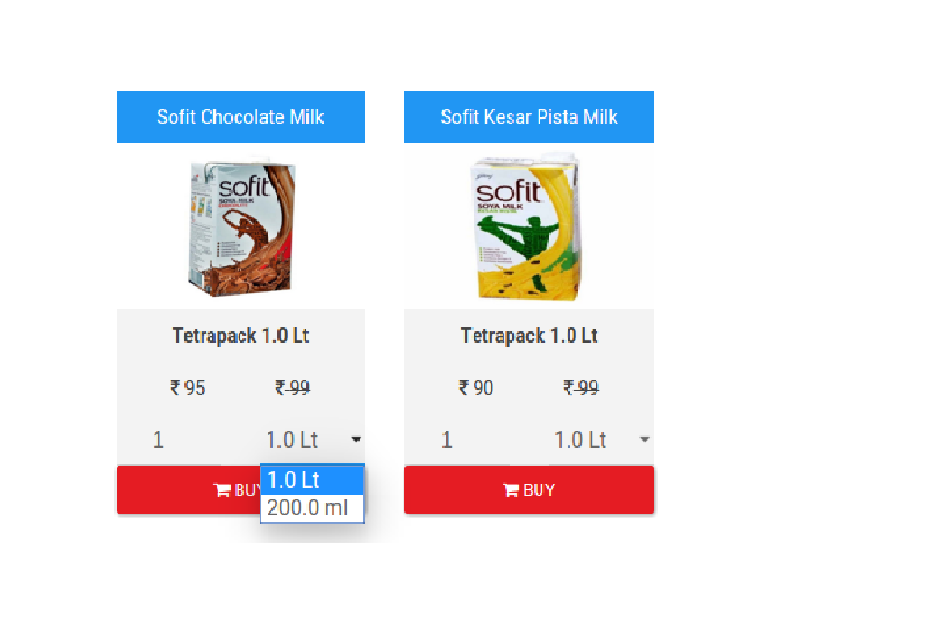 Sofit Chocolate Milk
sofit
SOYA MILK
CHOCOLATE
Tetrapack 1.0 Lt
₹ 95 ₹ 99
1 1.0 Lt
BUY
1.0 Lt
200.0 ml
Sofit Kesar Pista Milk
sofit
SOYA MILK
Tetrapack 1.0 Lt
₹ 90 ₹ 99
1 1.0 Lt
BUY